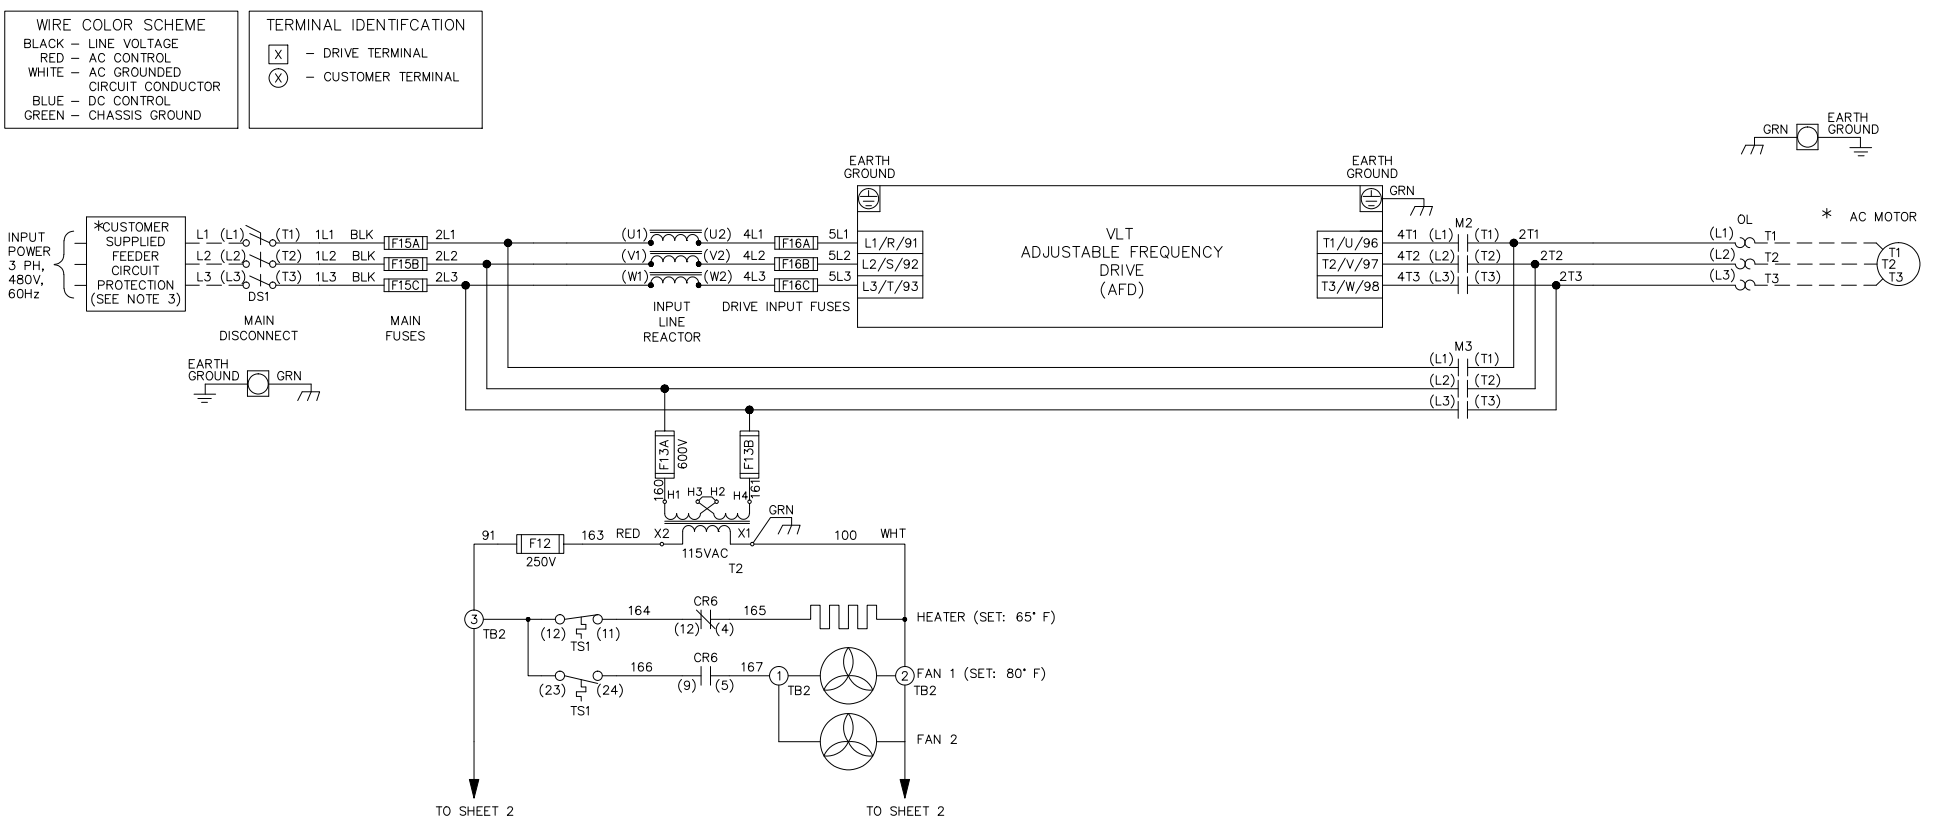 WIRE COLOR SCHEME
BLACK – LINE VOLTAGE
RED – AC CONTROL
WHITE – AC GROUNDED
CIRCUIT CONDUCTOR
BLUE – DC CONTROL
GREEN – CHASSIS GROUND
TERMINAL IDENTIFCATION
X – DRIVE TERMINAL
X – CUSTOMER TERMINAL
EARTH
GROUND
GRN
EARTH
GROUND
EARTH
GROUND
GRN
INPUT
POWER
3 PH,
480V,
60Hz
*CUSTOMER
SUPPLIED
FEEDER
CIRCUIT
PROTECTION
(SEE NOTE 3)
L1 (L1) (T1) 1L1 BLK F15A 2L1 (U1) (U2) 4L1 F16A 5L1 L1/R/91
L2 (L2) (T2) 1L2 BLK F15B 2L2 (V1) (V2) 4L2 F16B 5L2 L2/S/92
L3 (L3) (T3) 1L3 BLK F15C 2L3 (W1) (W2) 4L3 F16C 5L3 L3/T/93
DS1
MAIN
DISCONNECT
MAIN
FUSES
INPUT
LINE
REACTOR
DRIVE INPUT FUSES
VLT
ADJUSTABLE FREQUENCY
DRIVE
(AFD)
M2
OL
* AC MOTOR
T1/U/96 4T1 (L1) (T1) 2T1 (L1) T1 T1
T2/V/97 4T2 (L2) (T2) 2T2 (L2) T2 T2
T3/W/98 4T3 (L3) (T3) 2T3 (L3) T3 T3
EARTH
GROUND
GRN
M3
(L1) (T1)
(L2) (T2)
(L3) (T3)
F13A
600V
F13B
160
161
H1 H3 H2 H4
GRN
91 F12 163 RED X2 X1 100 WHT
250V
115VAC
T2
3
TB2
164 CR6 165
HEATER (SET: 65° F)
(12) (11) (12) (4)
TS1
166 CR6 167 1 2 FAN 1 (SET: 80° F)
(23) (24) (9) (5) TB2 TB2
TS1
FAN 2
TO SHEET 2
TO SHEET 2